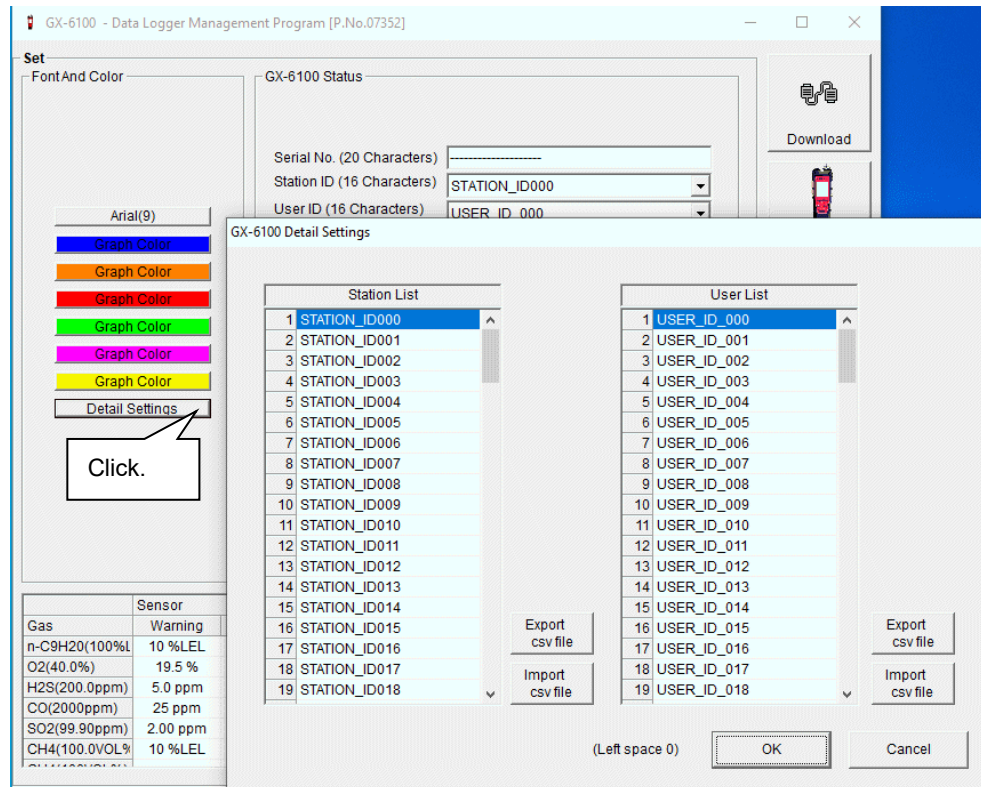 GX-6100 - Data Logger Management Program [P.No.07352]
Set
Font And Color
GX-6100 Status
Download
Serial No. (20 Characters) --------------------
Station ID (16 Characters) STATION_ID000
User ID (16 Characters) USER_ID_000
Arial(9)
Graph Color
Graph Color
Graph Color
Graph Color
Graph Color
Graph Color
Detail Settings
Click.
GX-6100 Detail Settings
Station List
1 STATION_ID000
2 STATION_ID001
3 STATION_ID002
4 STATION_ID003
5 STATION_ID004
6 STATION_ID005
7 STATION_ID006
8 STATION_ID007
9 STATION_ID008
10 STATION_ID009
11 STATION_ID010
12 STATION_ID011
13 STATION_ID012
14 STATION_ID013
15 STATION_ID014
16 STATION_ID015
17 STATION_ID016
18 STATION_ID017
19 STATION_ID018
Export
csv file
Import
csv file
User List
1 USER_ID_000
2 USER_ID_001
3 USER_ID_002
4 USER_ID_003
5 USER_ID_004
6 USER_ID_005
7 USER_ID_006
8 USER_ID_007
9 USER_ID_008
10 USER_ID_009
11 USER_ID_010
12 USER_ID_011
13 USER_ID_012
14 USER_ID_013
15 USER_ID_014
16 USER_ID_015
17 USER_ID_016
18 USER_ID_017
19 USER_ID_018
Export
csv file
Import
csv file
(Left space 0)
OK
Cancel
Sensor
Gas Warning
n-C9H20(100%L 10 %LEL
O2(40.0%) 19.5 %
H2S(200.0ppm) 5.0 ppm
CO(2000ppm) 25 ppm
SO2(99.90ppm) 2.00 ppm
CH4(100.0VOL% 10 %LEL